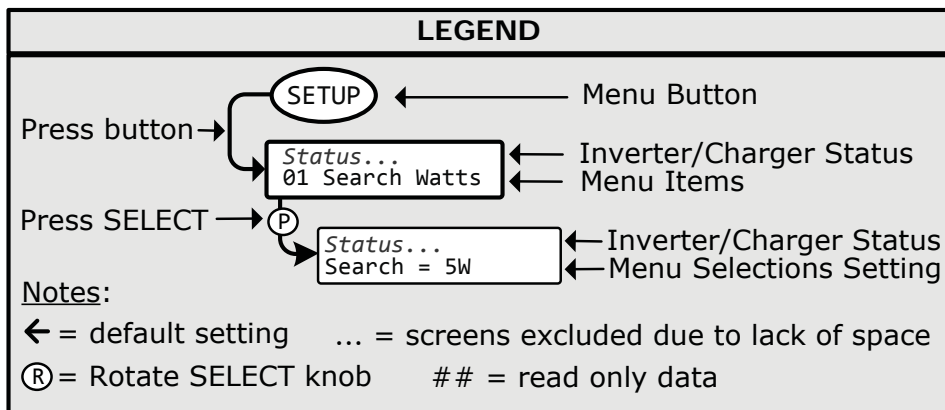 LEGEND
SETUP
Menu Button
Press button
Status...
Inverter/Charger Status
01 Search Watts
Menu Items
Press SELECT
P
Status...
Inverter/Charger Status
Search = 5W
Menu Selections Setting
Notes:
← = default setting ... = screens excluded due to lack of space
Ⓡ = Rotate SELECT knob ## = read only data